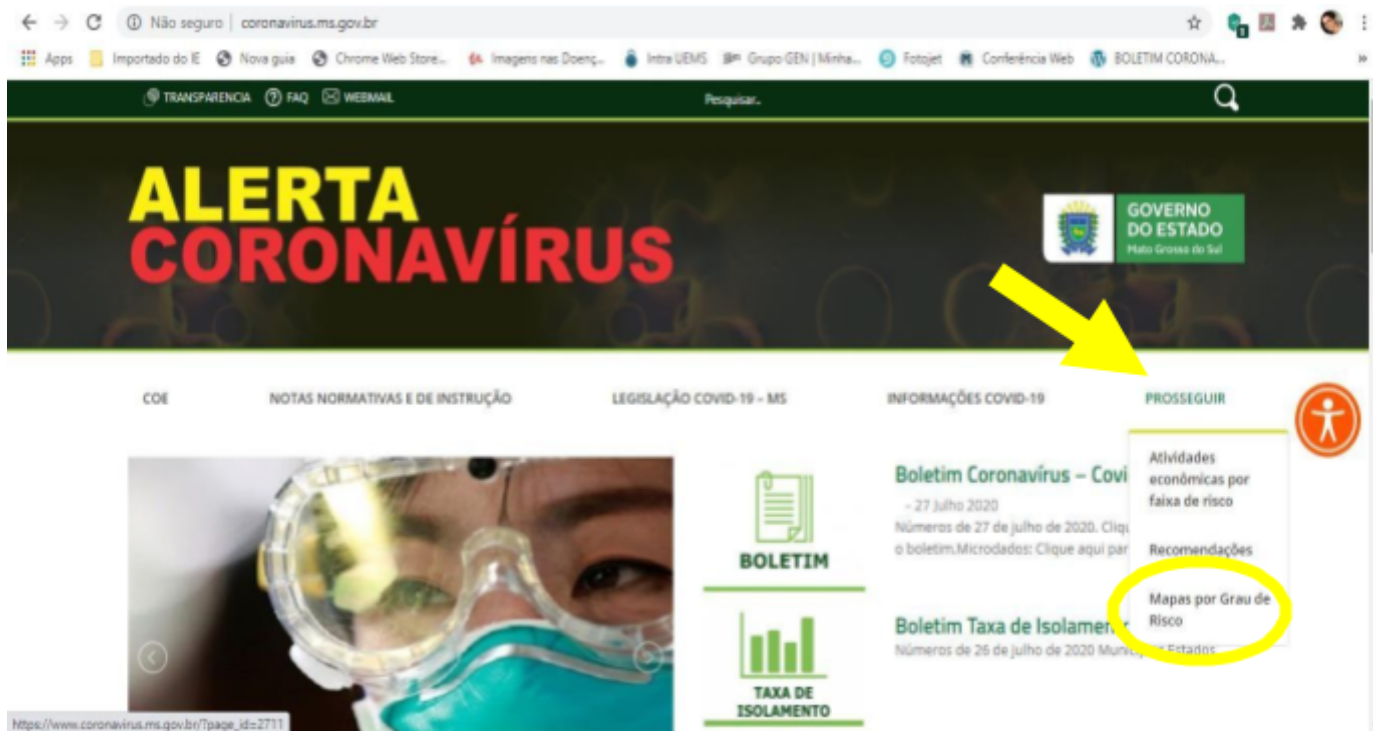 Não seguro | coronavirus.ms.gov.br
Apps Importado do IE Nova guia Chrome Web Store... Imagens nas Doenç... Intra UEMS Grupo GEN | Minha... Fotojet Conferência Web BOLETIM CORONA... »
TRANSPARENCIA FAQ WEBMAIL Pesquisar..
ALERTA
CORONAVÍRUS
GOVERNO
DO ESTADO
Mato Grosso do Sul
COE NOTAS NORMATIVAS E DE INSTRUÇÃO LEGISLAÇÃO COVID-19 – MS INFORMAÇÕES COVID-19 PROSSEGUIR
Atividades
econômicas por
faixa de risco
Recomendações
Mapas por Grau de
Risco
BOLETIM
TAXA DE
ISOLAMENTO
Boletim Coronavírus – Covi
- 27 Julho 2020
Números de 27 de julho de 2020. Cliq
o boletim.Microdados: Clique aqui par
Boletim Taxa de Isolamen
Números de 26 de julho de 2020 Estados
https://www.coronavirus.ms.gov.br/?page_id=2711